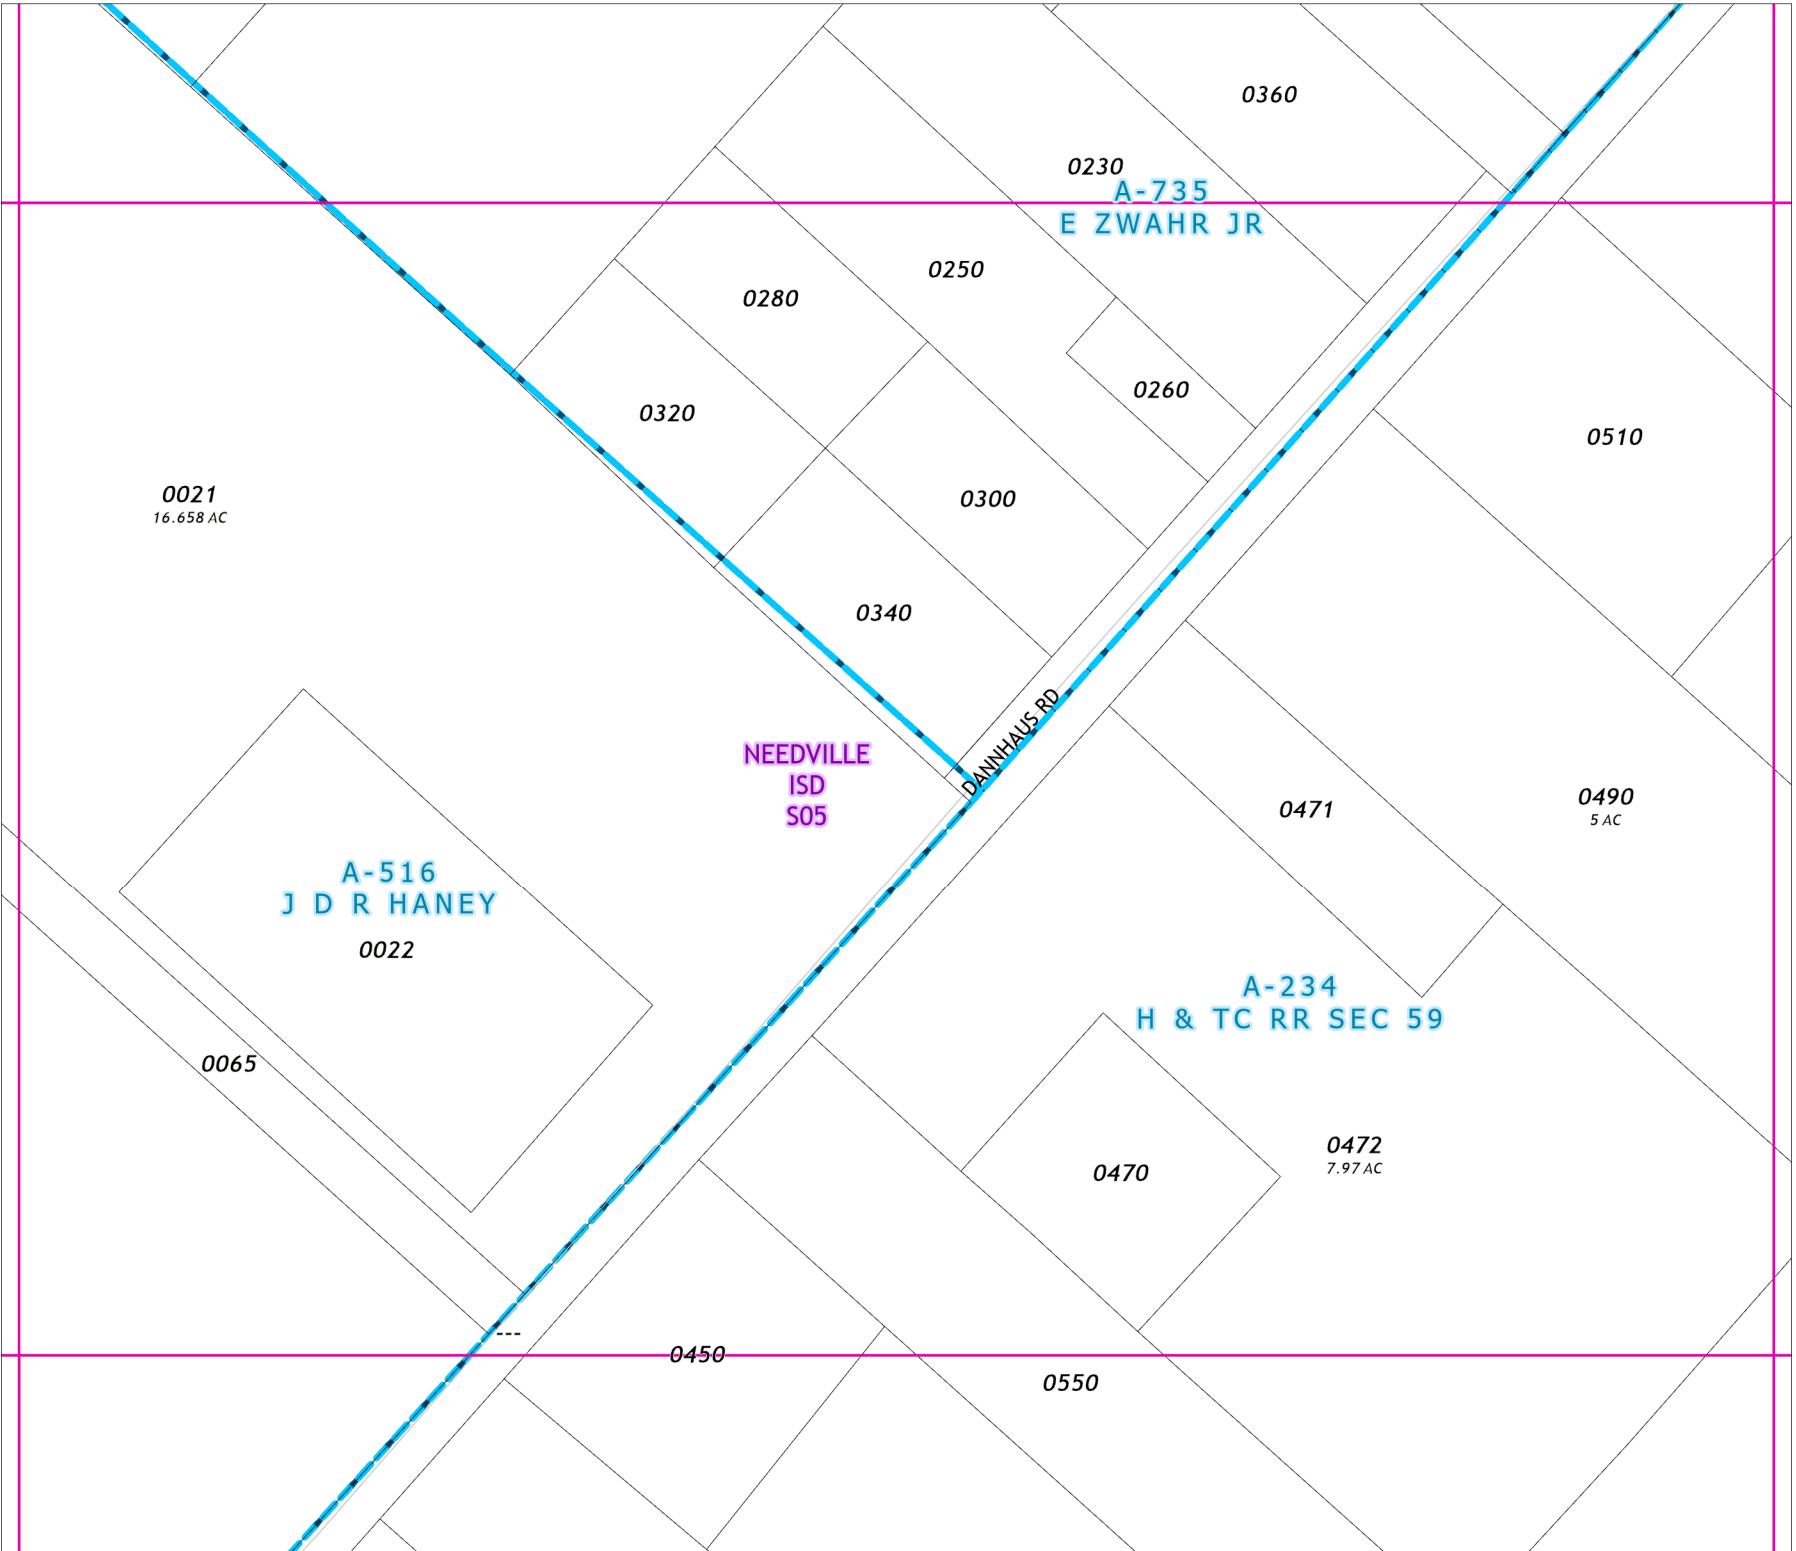 0360
0230
A-735
E ZWAHR JR
0250
0280
0260
0320
0510
0021
16.658 AC
0300
0340
DANNHAUS RD
NEEDVILLE
ISD
S05
0471
0490
5 AC
A-516
J D R HANEY
0022
A-234
H & TC RR SEC 59
0065
0472
7.97 AC
0470
---
0450
0550